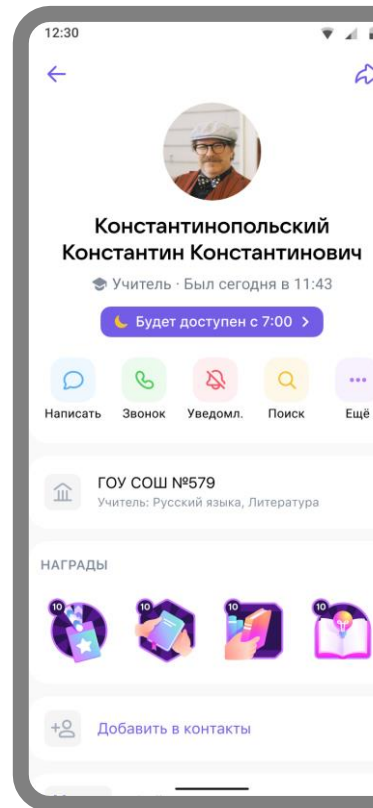 12:30
Константинопольский
Константин Константинович
Учитель · Был сегодня в 11:43
Будет доступен с 7:00 >
Написать Звонок Уведомл. Поиск Ещё
ГОУ СОШ №579
Учитель: Русский языка, Литература
НАГРАДЫ
10 10 10 10
Добавить в контакты